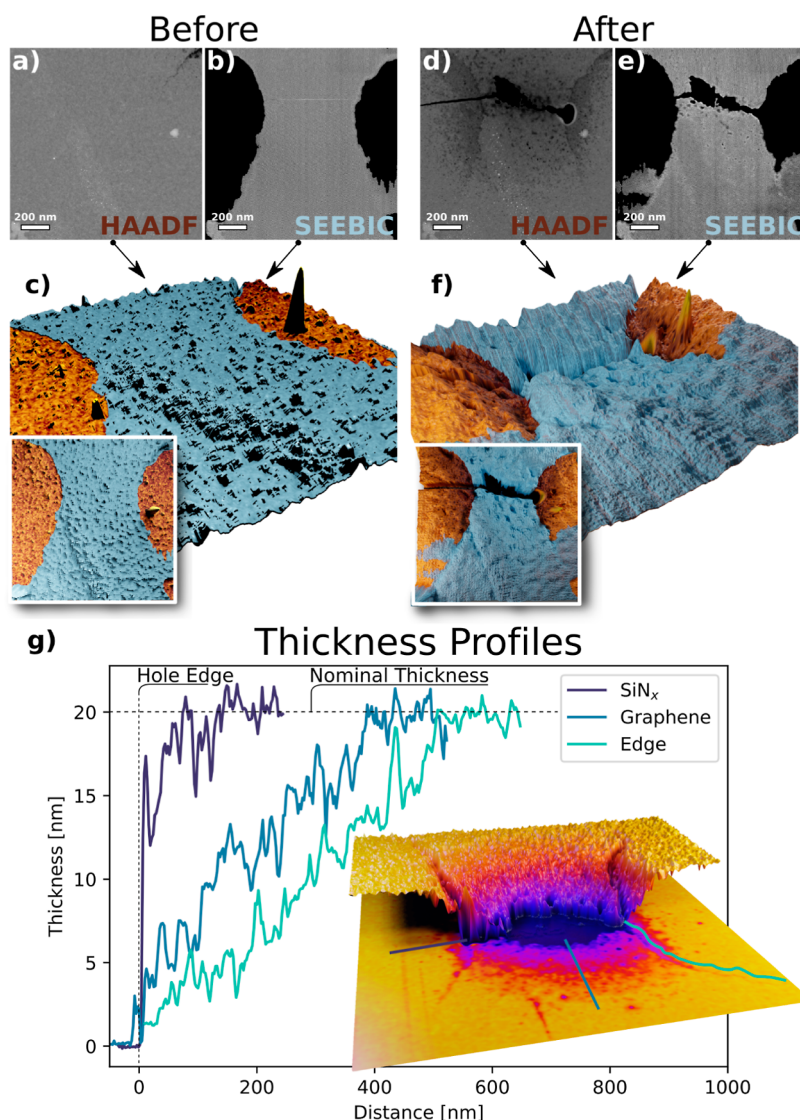 Before
After
a)
b)
d)
e)
200 nm
HAADF
200 nm
SEEBIC
200 nm
HAADF
200 nm
SEEBIC
c)
f)
g)
Thickness Profiles
Hole Edge
Nominal Thickness
SiNₓ
Graphene
Edge
20
15
10
5
0
Thickness [nm]
0
200
400
600
800
1000
Distance [nm]